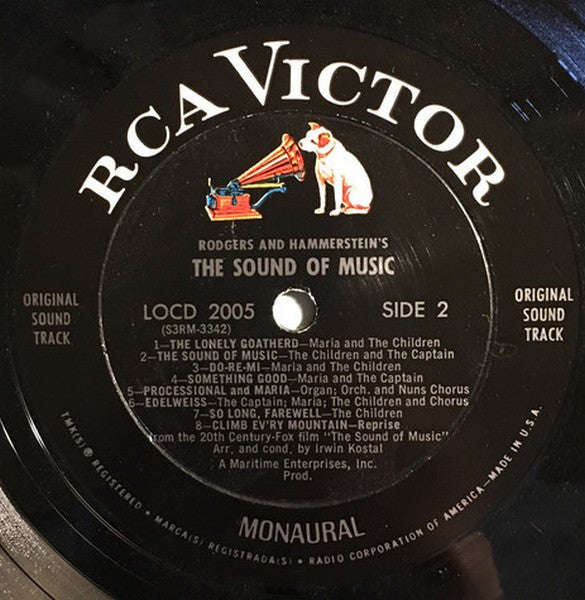 RCA VICTOR
RODGERS AND HAMMERSTEIN'S
THE SOUND OF MUSIC
ORIGINAL
SOUND
TRACK
LOCD 2005
(S3RM-3342)
SIDE 2
ORIGINAL
SOUND
TRACK
1—THE LONELY GOATHERD—Maria and The Children
2—THE SOUND OF MUSIC—The Children and The Captain
3—DO-RE-MI—Maria and The Children
4—SOMETHING GOOD—Maria and The Captain
5—PROCESSIONAL and MARIA—Organ; Orch. and Nuns Chorus
6—EDELWEISS—The Captain; Maria; The Children and Chorus
7—SO LONG, FAREWELL—The Children
8—CLIMB EV'RY MOUNTAIN—Reprise
from the 20th Century-Fox film "The Sound of Music"
Arr. and cond. by Irwin Kostal
A Maritime Enterprises, Inc.
Prod.
MONAURAL
TMK(S) ® REGISTERED • MARCA(S) REGISTRADA(S) • RADIO CORPORATION OF AMERICA—MADE IN U.S.A.